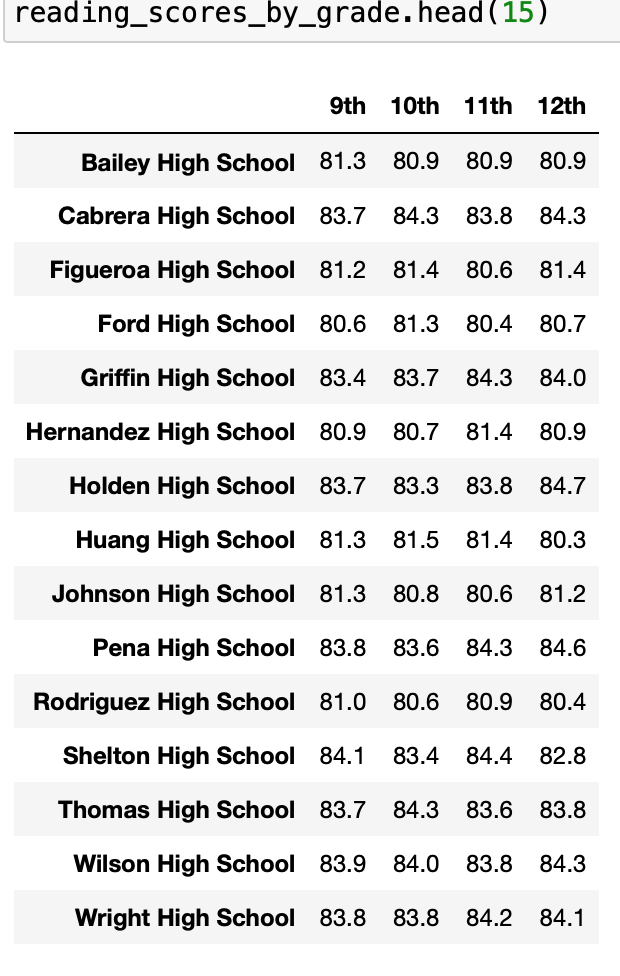 reading_scores_by_grade.head(15)
9th 10th 11th 12th
Bailey High School 81.3 80.9 80.9 80.9
Cabrera High School 83.7 84.3 83.8 84.3
Figueroa High School 81.2 81.4 80.6 81.4
Ford High School 80.6 81.3 80.4 80.7
Griffin High School 83.4 83.7 84.3 84.0
Hernandez High School 80.9 80.7 81.4 80.9
Holden High School 83.7 83.3 83.8 84.7
Huang High School 81.3 81.5 81.4 80.3
Johnson High School 81.3 80.8 80.6 81.2
Pena High School 83.8 83.6 84.3 84.6
Rodriguez High School 81.0 80.6 80.9 80.4
Shelton High School 84.1 83.4 84.4 82.8
Thomas High School 83.7 84.3 83.6 83.8
Wilson High School 83.9 84.0 83.8 84.3
Wright High School 83.8 83.8 84.2 84.1